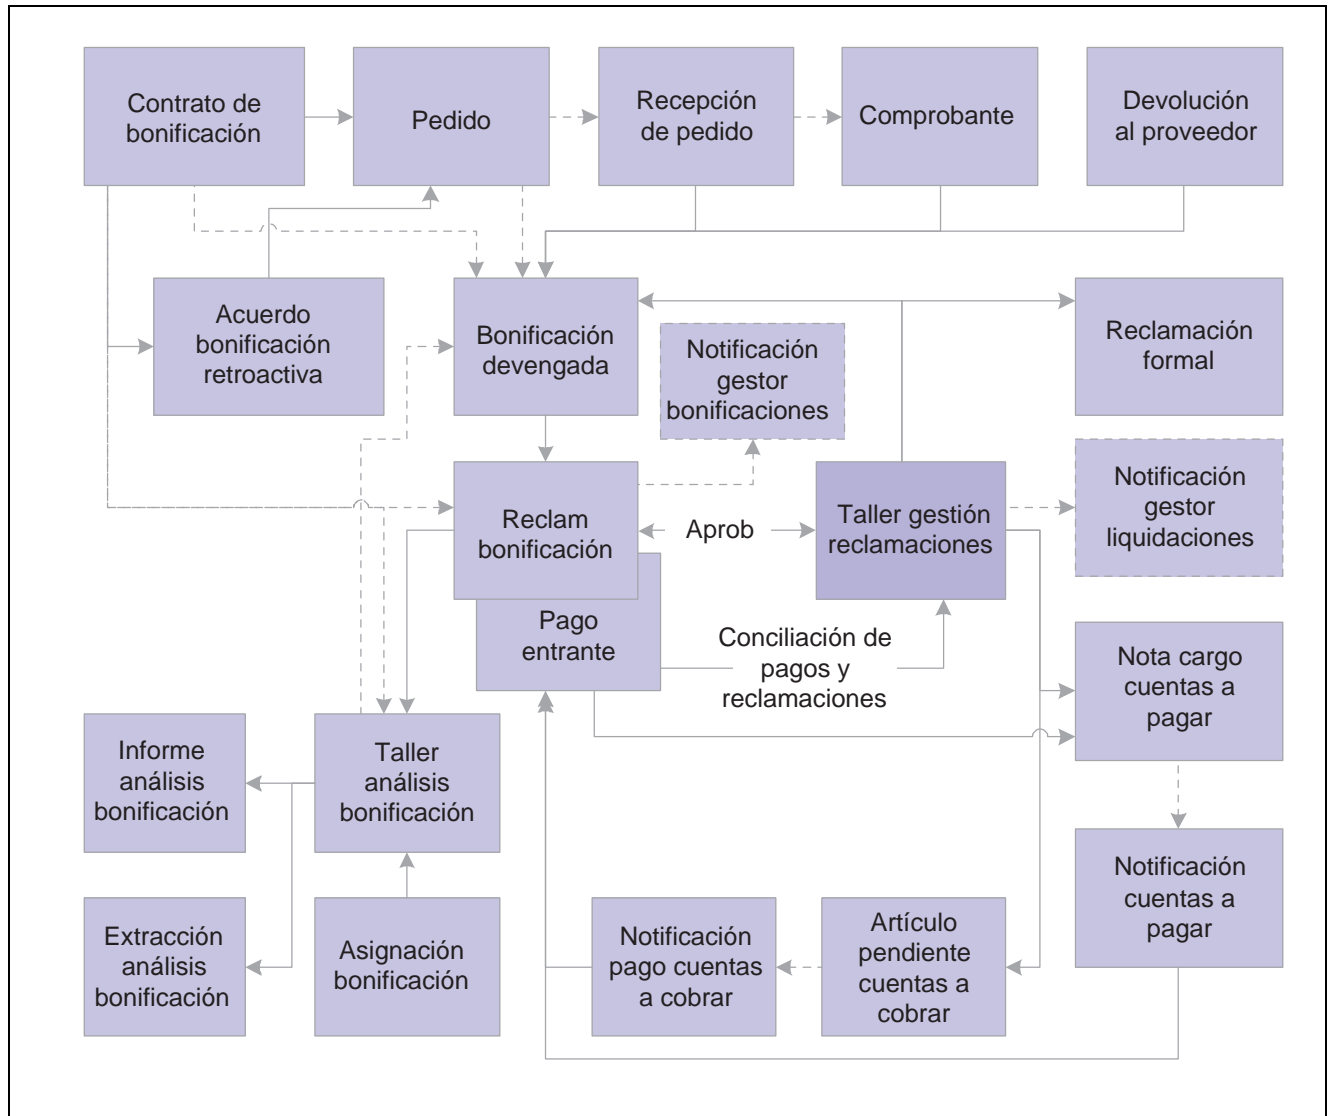 Contrato de
bonificación
Pedido
Recepción
de pedido
Comprobante
Devolución
al proveedor
Acuerdo
bonificación
retroactiva
Bonificación
devengada
Notificación
gestor
bonificaciones
Reclamación
formal
Reclam
bonificación
Aprob
Taller gestión
reclamaciones
Notificación
gestor
liquidaciones
Pago
entrante
Conciliación de
pagos y
reclamaciones
Nota cargo
cuentas a
pagar
Informe
análisis
bonificación
Taller
análisis
bonificación
Notificación
cuentas a
pagar
Extracción
análisis
bonificación
Asignación
bonificación
Notificación
pago cuentas
a cobrar
Artículo
pendiente
cuentas a
cobrar